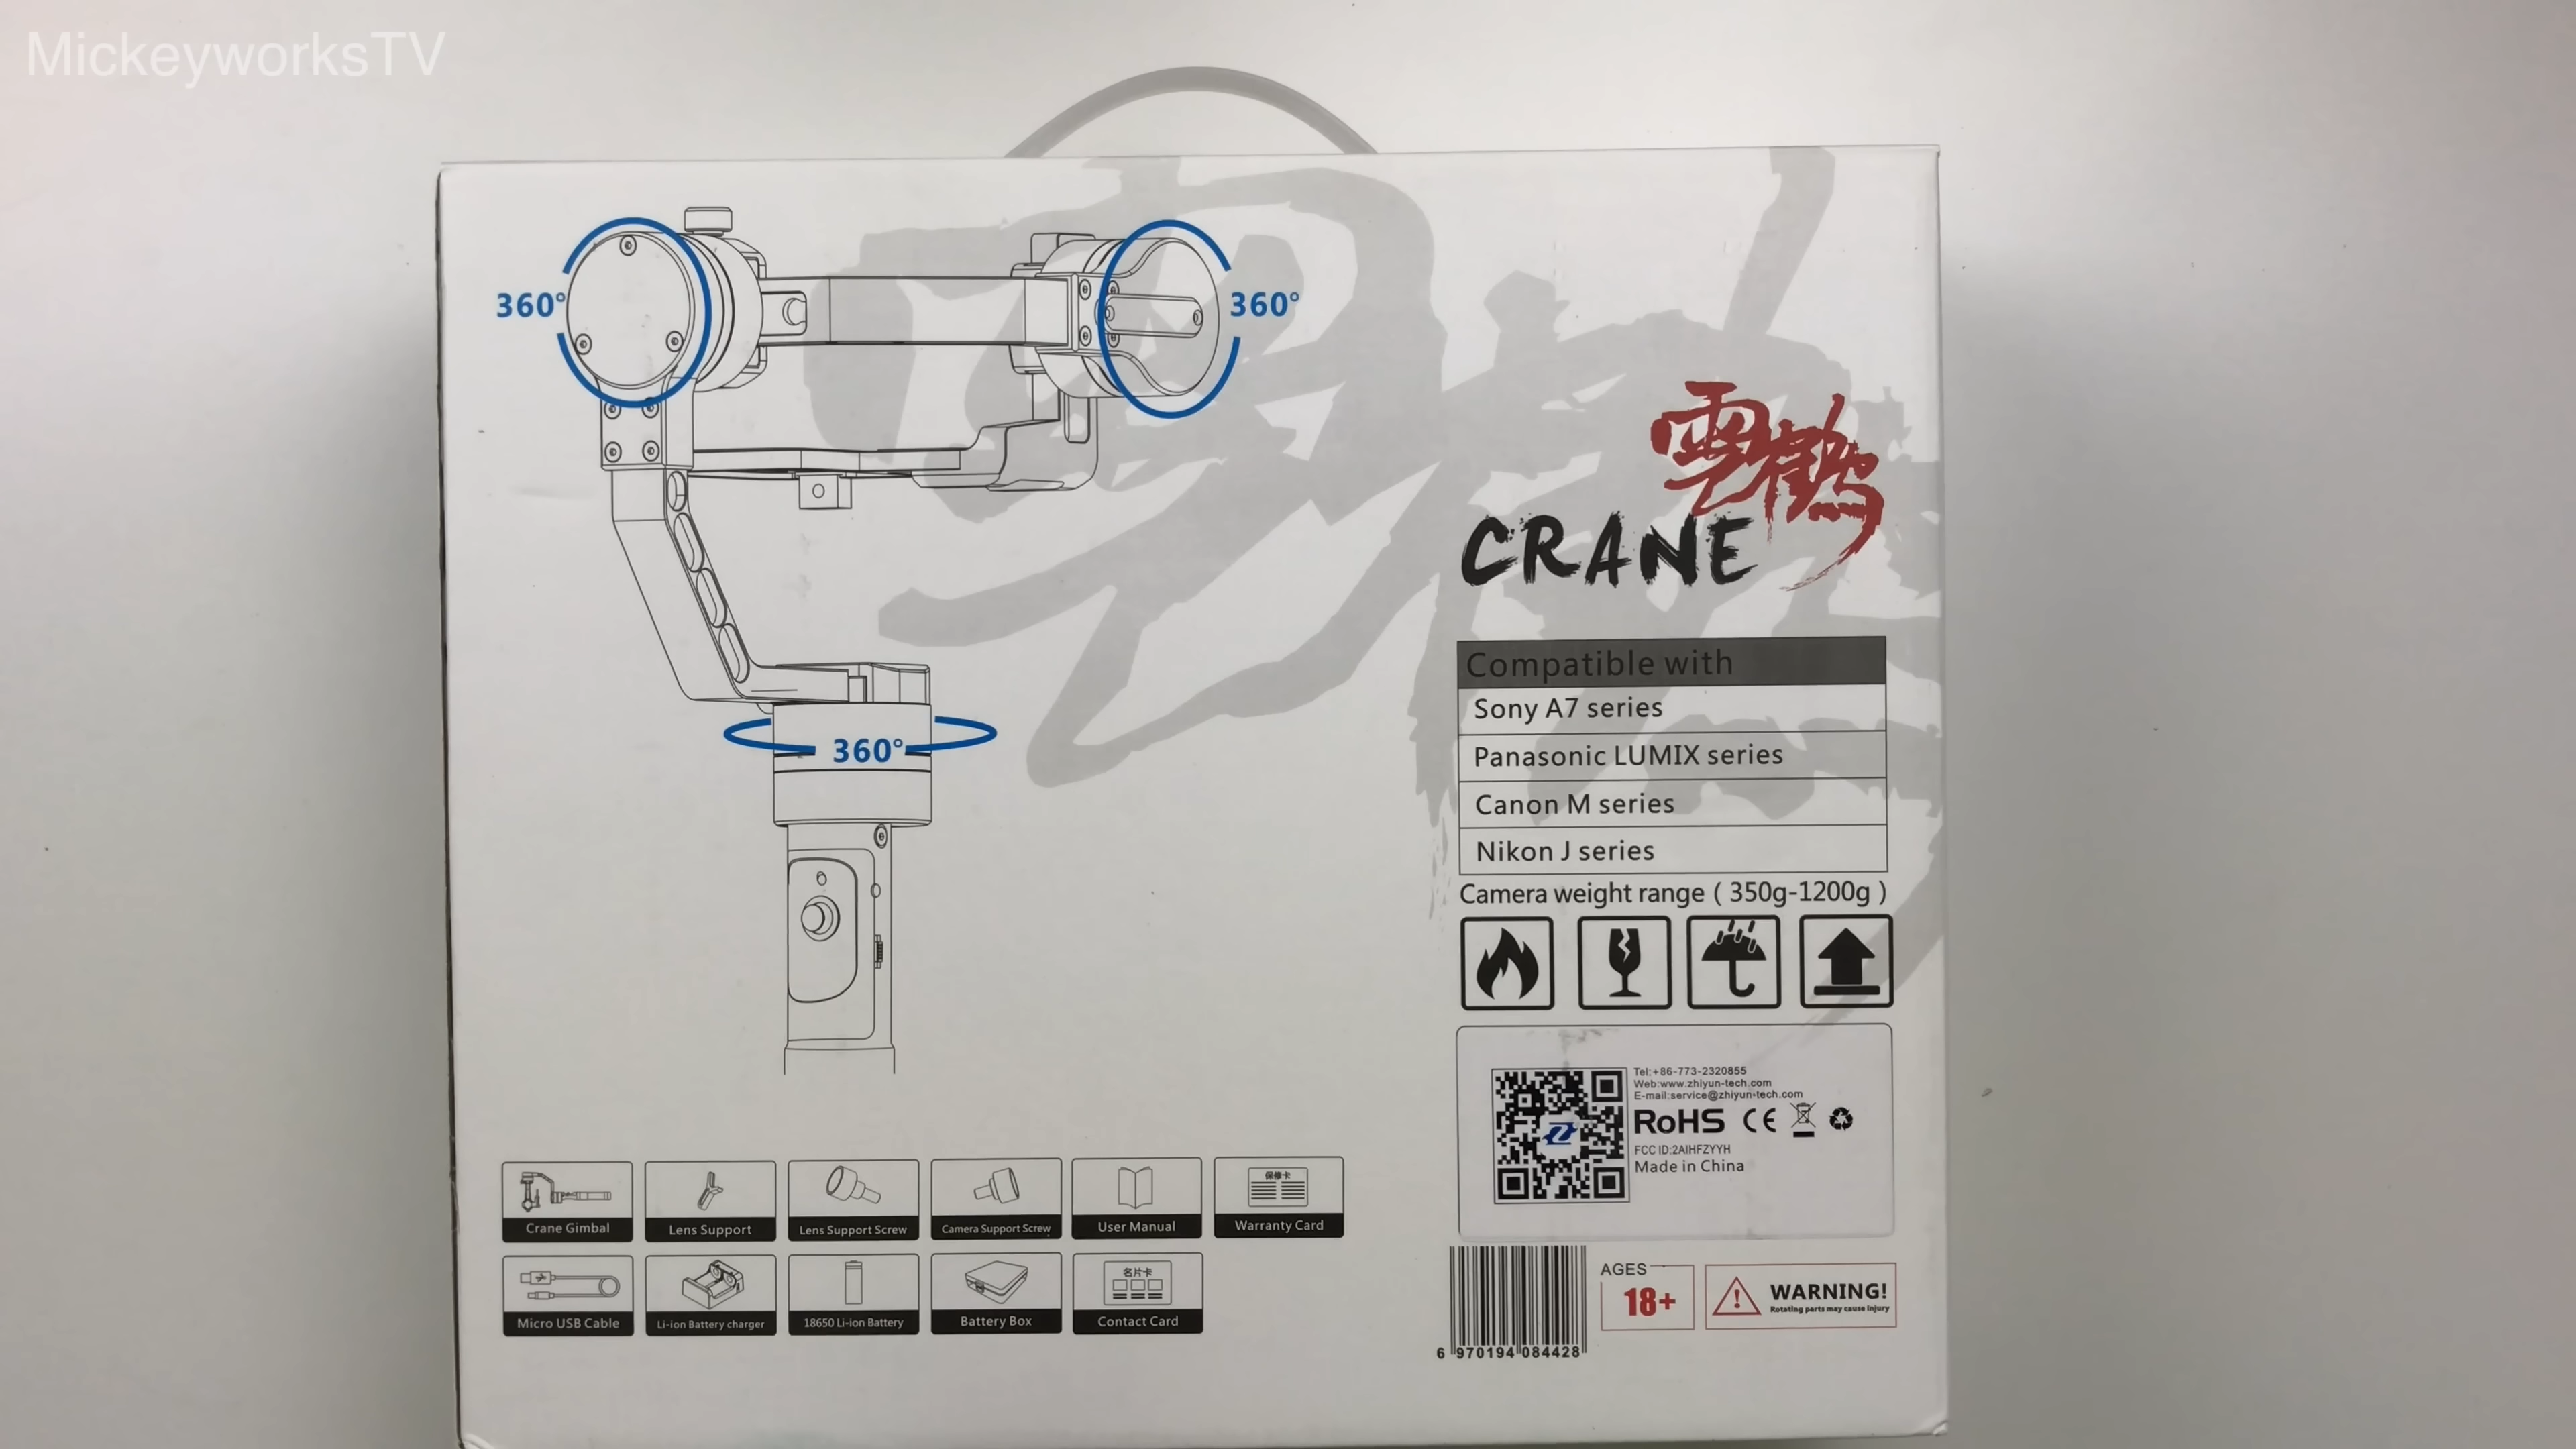 MickeyworksTV
360°
360°
360°
雲鶴
CRANE
Compatible with
Sony A7 series
Panasonic LUMIX series
Canon M series
Nikon J series
Camera weight range ( 350g-1200g )
Tel:+86-773-2320855
Web:www.zhiyun-tech.com
E-mail:service@zhiyun-tech.com
RoHS CE
FCC ID:2AIHFZYYH
Made in China
保修卡
Crane Gimbal
Lens Support
Lens Support Screw
Camera Support Screw
User Manual
Warranty Card
名片卡
Micro USB Cable
Li-ion Battery charger
18650 Li-ion Battery
Battery Box
Contact Card
6 970194 084428
AGES
18+
WARNING!
Rotating parts may cause injury